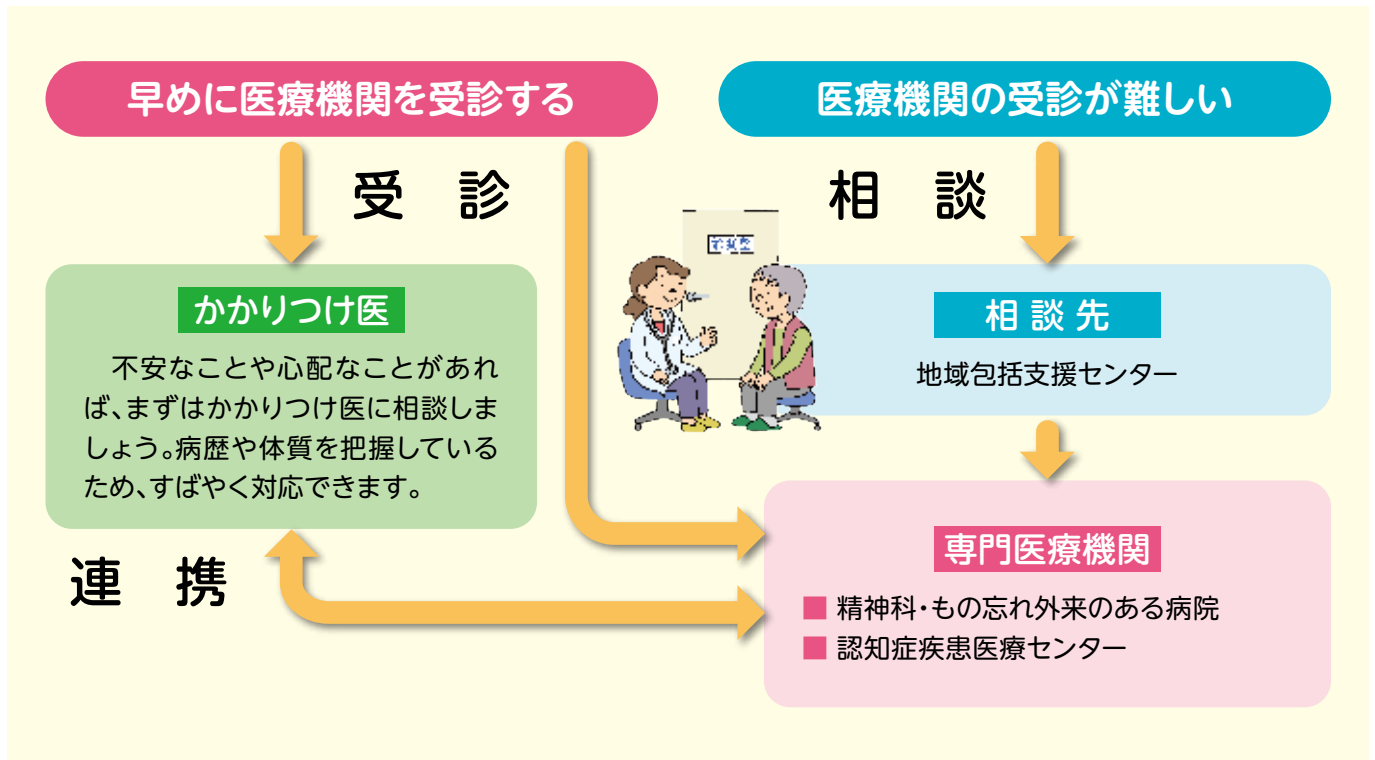 早めに医療機関を受診する
医療機関の受診が難しい
受 診
相 談
かかりつけ医
不安なことや心配なことがあれ
ば、まずはかかりつけ医に相談しま
しょう。病歴や体質を把握している
ため、すばやく対応できます。
相 談 先
地域包括支援センター
連 携
専門医療機関
■ 精神科・もの忘れ外来のある病院
■ 認知症疾患医療センター